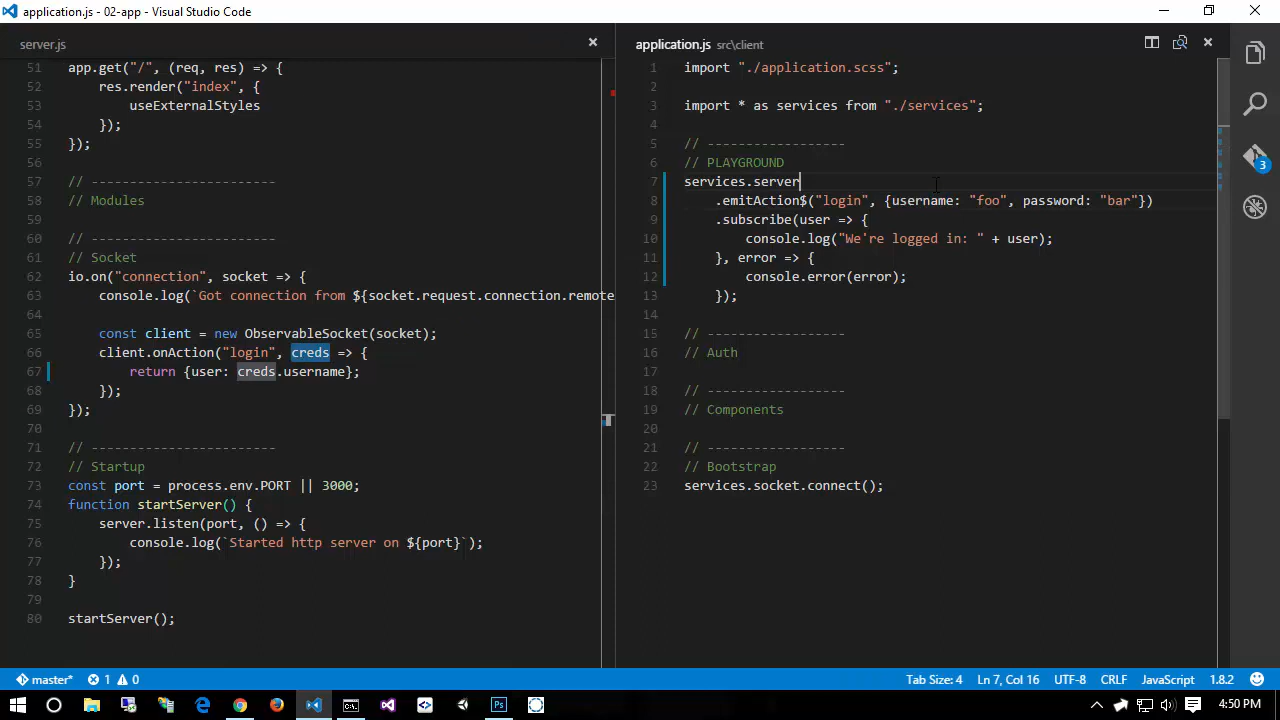 application.js - 02-app - Visual Studio Code
server.js
51 app.get("/", (req, res) => {
52 res.render("index", {
53 useExternalStyles
54 });
55 });
56
57 // ------------------------
58 // Modules
59
60 // ------------------------
61 // Socket
62 io.on("connection", socket => {
63 console.log(`Got connection from ${socket.request.connection.remote
64
65 const client = new ObservableSocket(socket);
66 client.onAction("login", creds => {
67 return {user: creds.username};
68 });
69 });
70
71 // ------------------------
72 // Startup
73 const port = process.env.PORT || 3000;
74 function startServer() {
75 server.listen(port, () => {
76 console.log(`Started http server on ${port}`);
77 });
78 }
79
80 startServer();
application.js src\client
1 import "./application.scss";
2
3 import * as services from "./services";
4
5 // ------------------
6 // PLAYGROUND
7 services.server
8 .emitAction$("login", {username: "foo", password: "bar"})
9 .subscribe(user => {
10 console.log("We're logged in: " + user);
11 }, error => {
12 console.error(error);
13 });
14
15 // ------------------
16 // Auth
17
18 // ------------------
19 // Components
20
21 // ------------------
22 // Bootstrap
23 services.socket.connect();
3
master* 1 0 Tab Size: 4 Ln 7, Col 16 UTF-8 CRLF JavaScript 1.8.2
Ps 4:50 PM